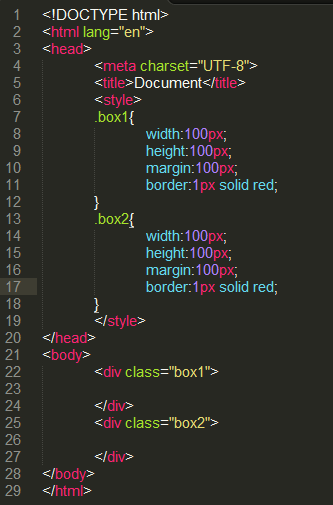 1 <!DOCTYPE html>
2 <html lang="en">
3 <head>
4 <meta charset="UTF-8">
5 <title>Document</title>
6 <style>
7 .box1{
8 width:100px;
9 height:100px;
10 margin:100px;
11 border:1px solid red;
12 }
13 .box2{
14 width:100px;
15 height:100px;
16 margin:100px;
17 border:1px solid red;
18 }
19 </style>
20 </head>
21 <body>
22 <div class="box1">
23
24 </div>
25 <div class="box2">
26
27 </div>
28 </body>
29 </html>